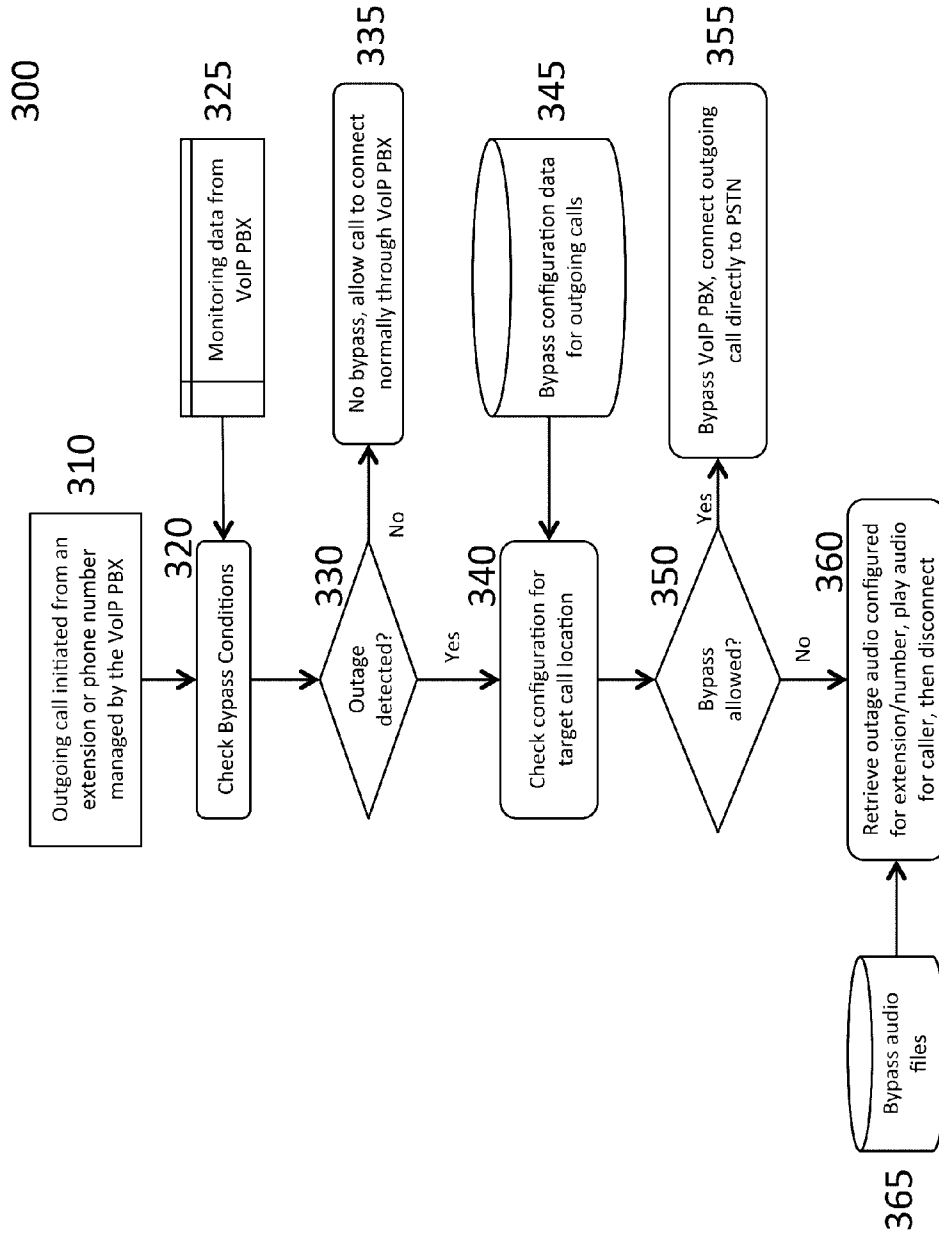 300
310
Outgoing call initiated from an
extension or phone number
managed by the VoIP PBX
320
Check Bypass Conditions
325
Monitoring data from
VoIP PBX
330
Outage
detected?
No
335
No bypass, allow call to connect
normally through VoIP PBX
Yes
340
Check configuration for
target call location
345
Bypass configuration data
for outgoing calls
350
Bypass
allowed?
Yes
355
Bypass VoIP PBX, connect outgoing
call directly to PSTN
No
360
Retrieve outage audio configured
for extension/number, play audio
for caller, then disconnect
Bypass audio
files
365